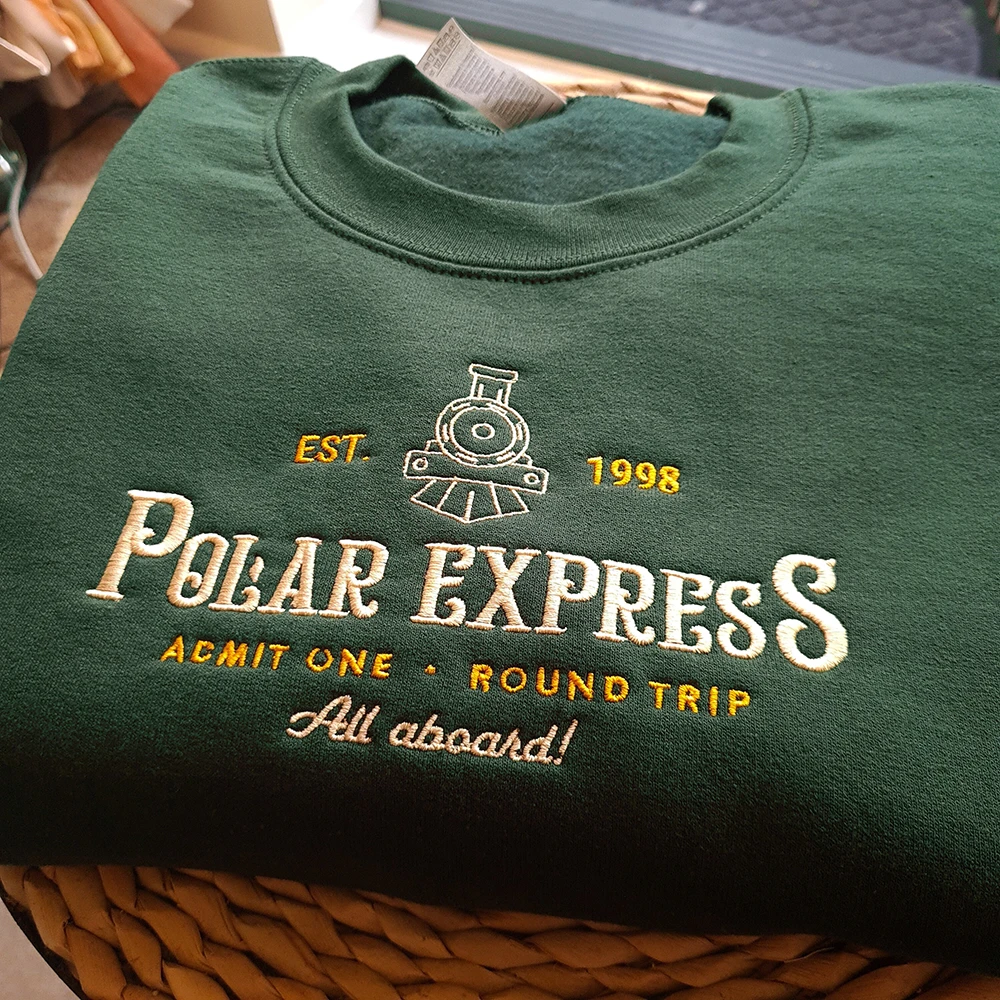 EST. 1998
POLAR EXPRESS
ADMIT ONE · ROUND TRIP
All aboard!